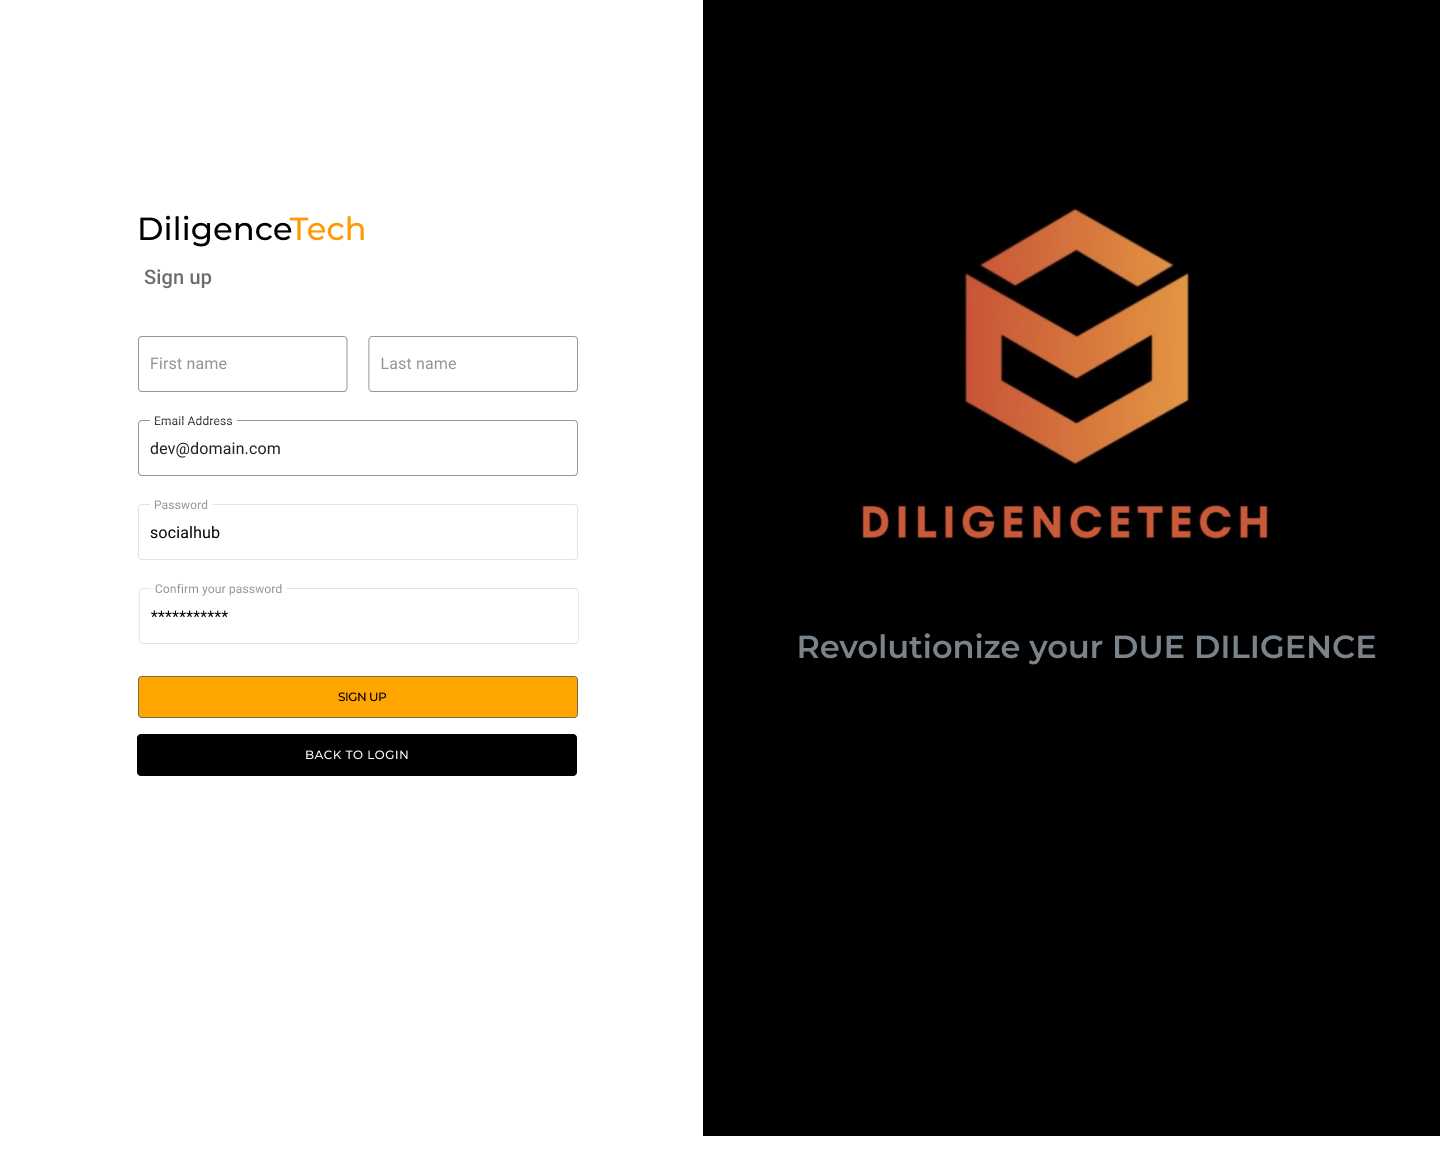 DiligenceTech
Sign up
First name
Last name
Email Address
dev@domain.com
Password
socialhub
Confirm your password
***********
SIGN UP
BACK TO LOGIN
DILIGENCETECH
Revolutionize your DUE DILIGENCE